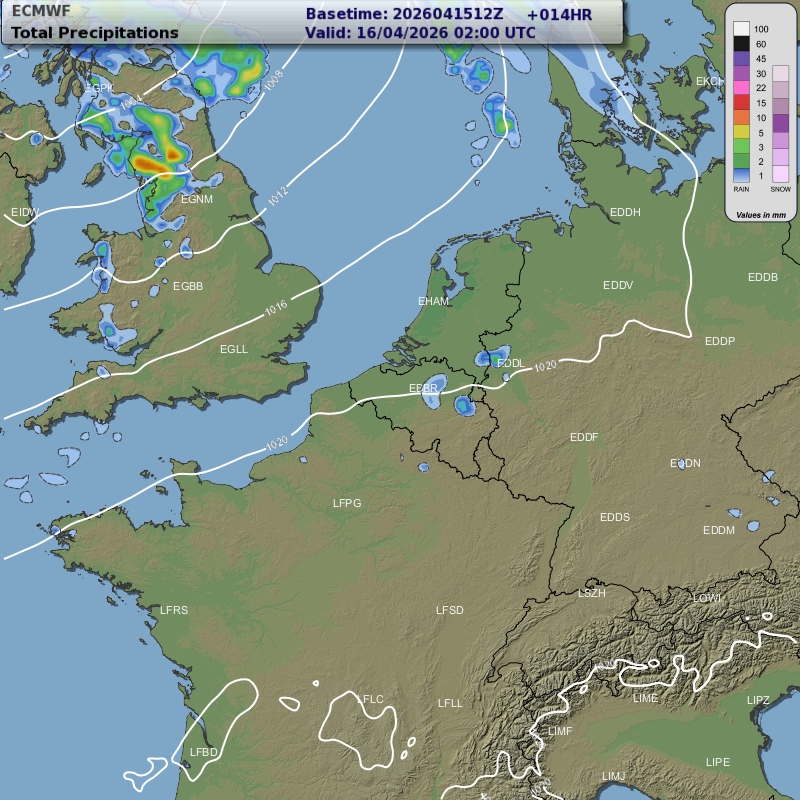 ECMWF
Basetime: 2026041512Z +014HR
Total Precipitations
Valid: 16/04/2026 02:00 UTC
100
60
45
30
22
15
10
5
3
2
1
RAIN
SNOW
Values in mm
EGPK
1004
1008
EKCH
EIDW
EGNM
1012
EDDH
EGBB
EHAM
EDDV
EDDB
1016
EGLL
EDDP
EDDL
1020
EBBR
1020
EDDF
EDDN
LFPG
EDDS
EDDM
LSZH
LOWI
LFRS
LFSD
1020
LFLC
LFLL
LIME
LIPZ
LIMF
LFBD
LIPE
LIMJ